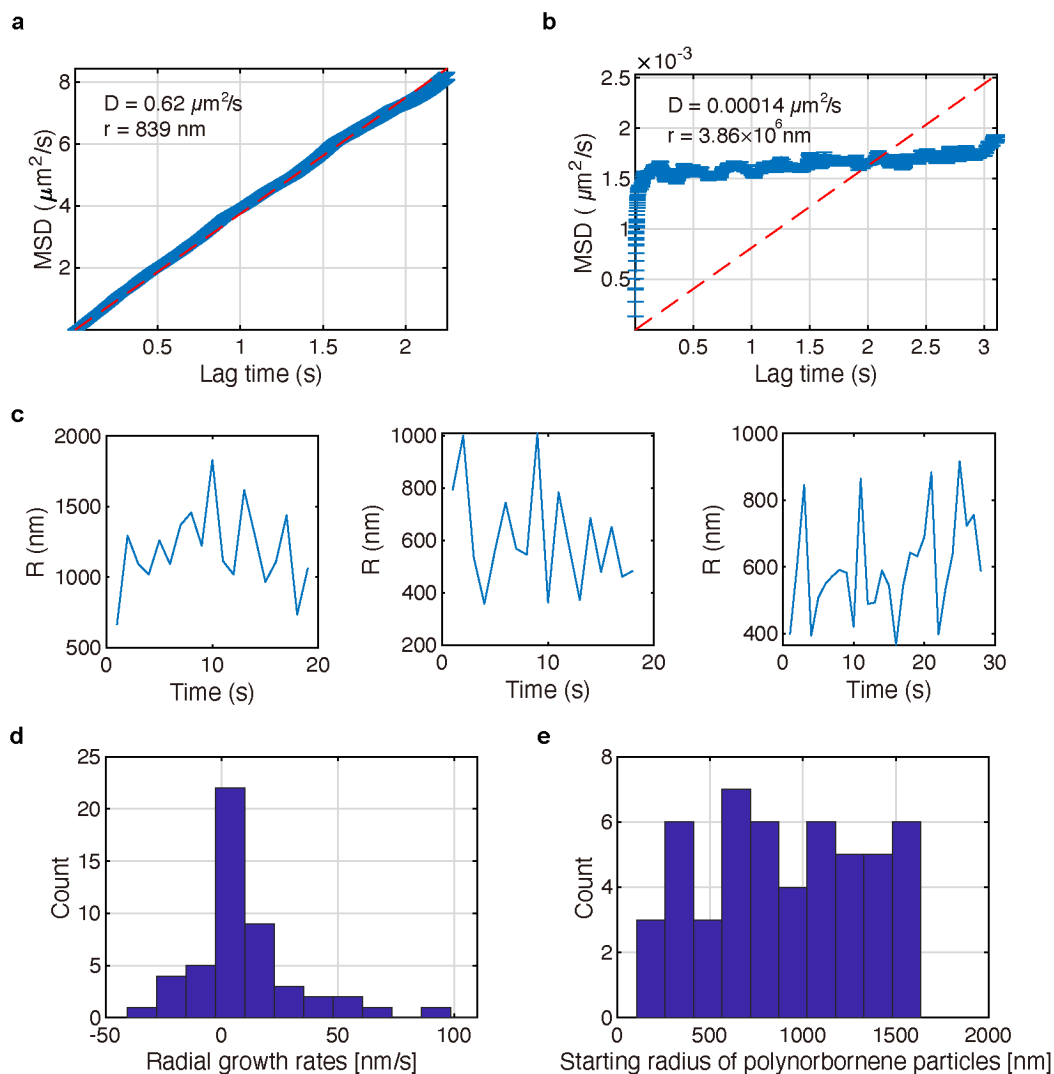 a
D = 0.62 µm²/s
r = 839 nm
MSD (µm²/s)
8
6
4
2
0.5 1 1.5 2
Lag time (s)
b
×10⁻³
D = 0.00014 µm²/s
r = 3.86×10⁶ nm
MSD ( µm²/s)
2.5
2
1.5
1
0.5
0.5 1 1.5 2 2.5 3
Lag time (s)
c
R (nm)
2000
1500
1000
500
0 10 20
Time (s)
R (nm)
1000
800
600
400
200
0 10 20
Time (s)
R (nm)
1000
800
600
400
0 10 20 30
Time (s)
d
Count
25
20
15
10
5
0
-50 0 50 100
Radial growth rates [nm/s]
e
Count
8
6
4
2
0
0 500 1000 1500 2000
Starting radius of polynorbornene particles [nm]